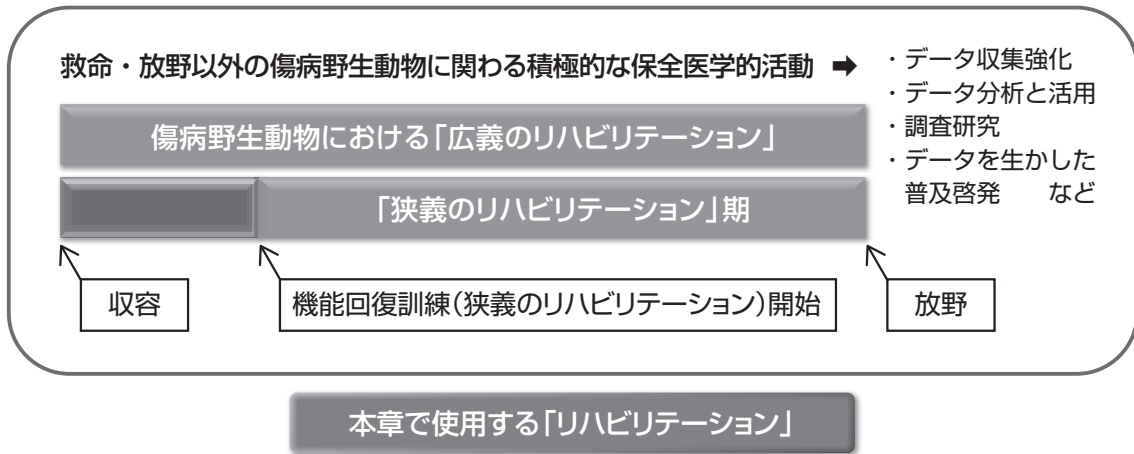 救命・放野以外の傷病野生動物に関わる積極的な保全医学的活動 ➡
・データ収集強化
・データ分析と活用
・調査研究
・データを生かした
普及啓発　など
傷病野生動物における「広義のリハビリテーション」
「狭義のリハビリテーション」期
収容
機能回復訓練(狭義のリハビリテーション)開始
放野
本章で使用する「リハビリテーション」